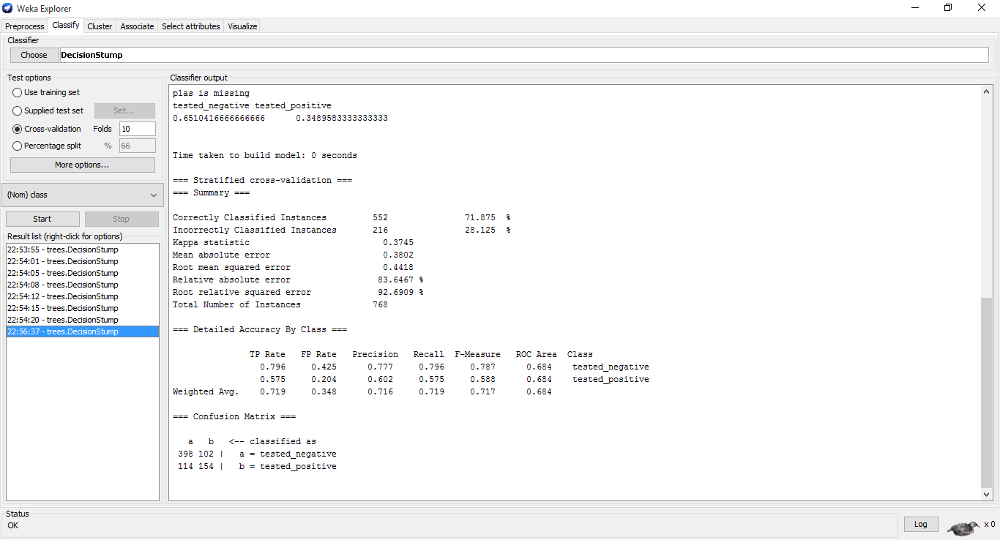 Weka Explorer
Preprocess Classify Cluster Associate Select attributes Visualize
Classifier
Choose DecisionStump
Test options
Use training set
Supplied test set Set...
Cross-validation Folds 10
Percentage split % 66
More options...
(Nom) class
Start Stop
Result list (right-click for options)
22:53:55 - trees.DecisionStump
22:54:01 - trees.DecisionStump
22:54:05 - trees.DecisionStump
22:54:08 - trees.DecisionStump
22:54:12 - trees.DecisionStump
22:54:15 - trees.DecisionStump
22:54:20 - trees.DecisionStump
22:56:37 - trees.DecisionStump
Classifier output
plas is missing
tested_negative tested_positive
0.6510416666666666 0.3489583333333333
Time taken to build model: 0 seconds
=== Stratified cross-validation ===
=== Summary ===
Correctly Classified Instances 552 71.875 %
Incorrectly Classified Instances 216 28.125 %
Kappa statistic 0.3745
Mean absolute error 0.3802
Root mean squared error 0.4418
Relative absolute error 83.6467 %
Root relative squared error 92.6909 %
Total Number of Instances 768
=== Detailed Accuracy By Class ===
TP Rate FP Rate Precision Recall F-Measure ROC Area Class
0.796 0.425 0.777 0.796 0.787 0.684 tested_negative
0.575 0.204 0.602 0.575 0.588 0.684 tested_positive
Weighted Avg. 0.719 0.348 0.716 0.719 0.717 0.684
=== Confusion Matrix ===
a b <-- classified as
398 102 | a = tested_negative
114 154 | b = tested_positive
Status
OK
Log x 0